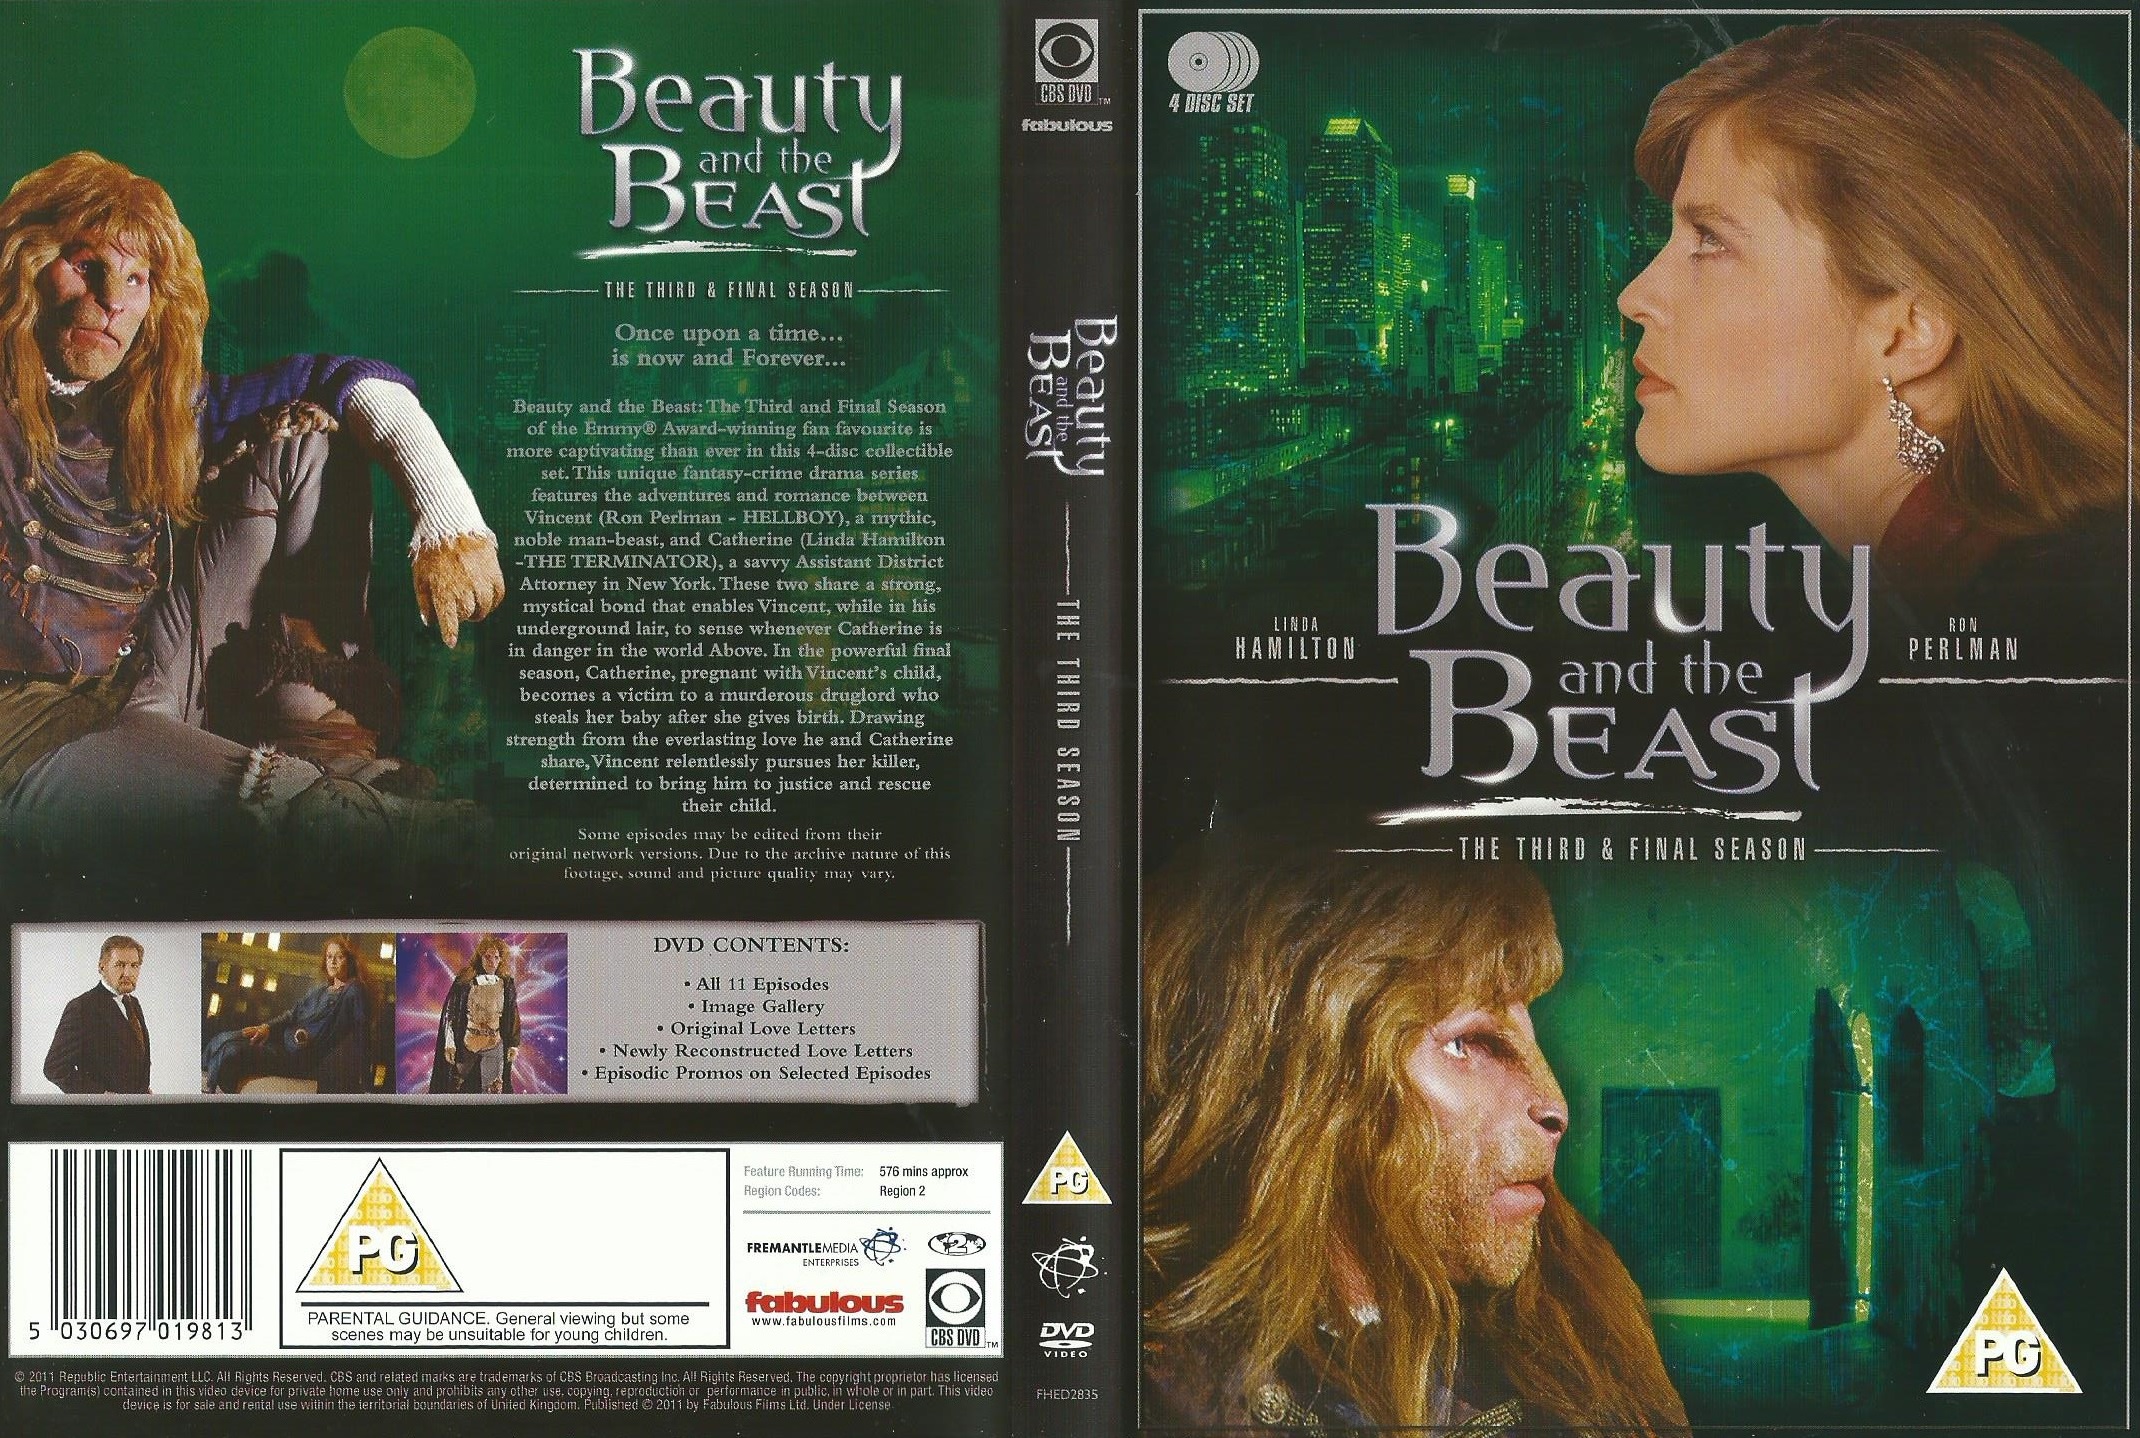 Beauty
and the
BEAST
THE THIRD & FINAL SEASON
Once upon a time...
is now and Forever...
Beauty and the Beast: The Third and Final Season
of the Emmy® Award-winning fan favourite is
more captivating than ever in this 4-disc collectible
set. This unique fantasy-crime drama series
features the adventures and romance between
Vincent (Ron Perlman - HELLBOY), a mythic,
noble man-beast, and Catherine (Linda Hamilton
-THE TERMINATOR), a savvy Assistant District
Attorney in New York. These two share a strong,
mystical bond that enables Vincent, while in his
underground lair, to sense whenever Catherine is
in danger in the world Above. In the powerful final
season, Catherine, pregnant with Vincent's child,
becomes a victim to a murderous druglord who
steals her baby after she gives birth. Drawing
strength from the everlasting love he and Catherine
share, Vincent relentlessly pursues her killer,
determined to bring him to justice and rescue
their child.
Some episodes may be edited from their
original network versions. Due to the archive nature of this
footage, sound and picture quality may vary.
DVD CONTENTS:
• All 11 Episodes
• Image Gallery
• Original Love Letters
• Newly Reconstructed Love Letters
• Episodic Promos on Selected Episodes
5 030697 019813
PG
PARENTAL GUIDANCE. General viewing but some
scenes may be unsuitable for young children.
Feature Running Time: 576 mins approx
Region Codes: Region 2
FREMANTLEMEDIA
ENTERPRISES
2
fabulous
www.fabulousfilms.com
CBS DVD TM
© 2011 Republic Entertainment LLC. All Rights Reserved. CBS and related marks are trademarks of CBS Broadcasting Inc. All Rights Reserved. The copyright proprietor has licensed
the Program(s) contained in this video device for private home use only and prohibits any other use, copying, reproduction or performance in public, in whole or in part. This video
device is for sale and rental use within the territorial boundaries of United Kingdom. Published © 2011 by Fabulous Films Ltd. Under License
CBS DVD TM
fabulous
Beauty
and the
BEAST
THE THIRD SEASON
PG
DVD
VIDEO
FHED2835
4 DISC SET
LINDA
HAMILTON
Beauty
and the
BEAST
RON
PERLMAN
THE THIRD & FINAL SEASON
PG